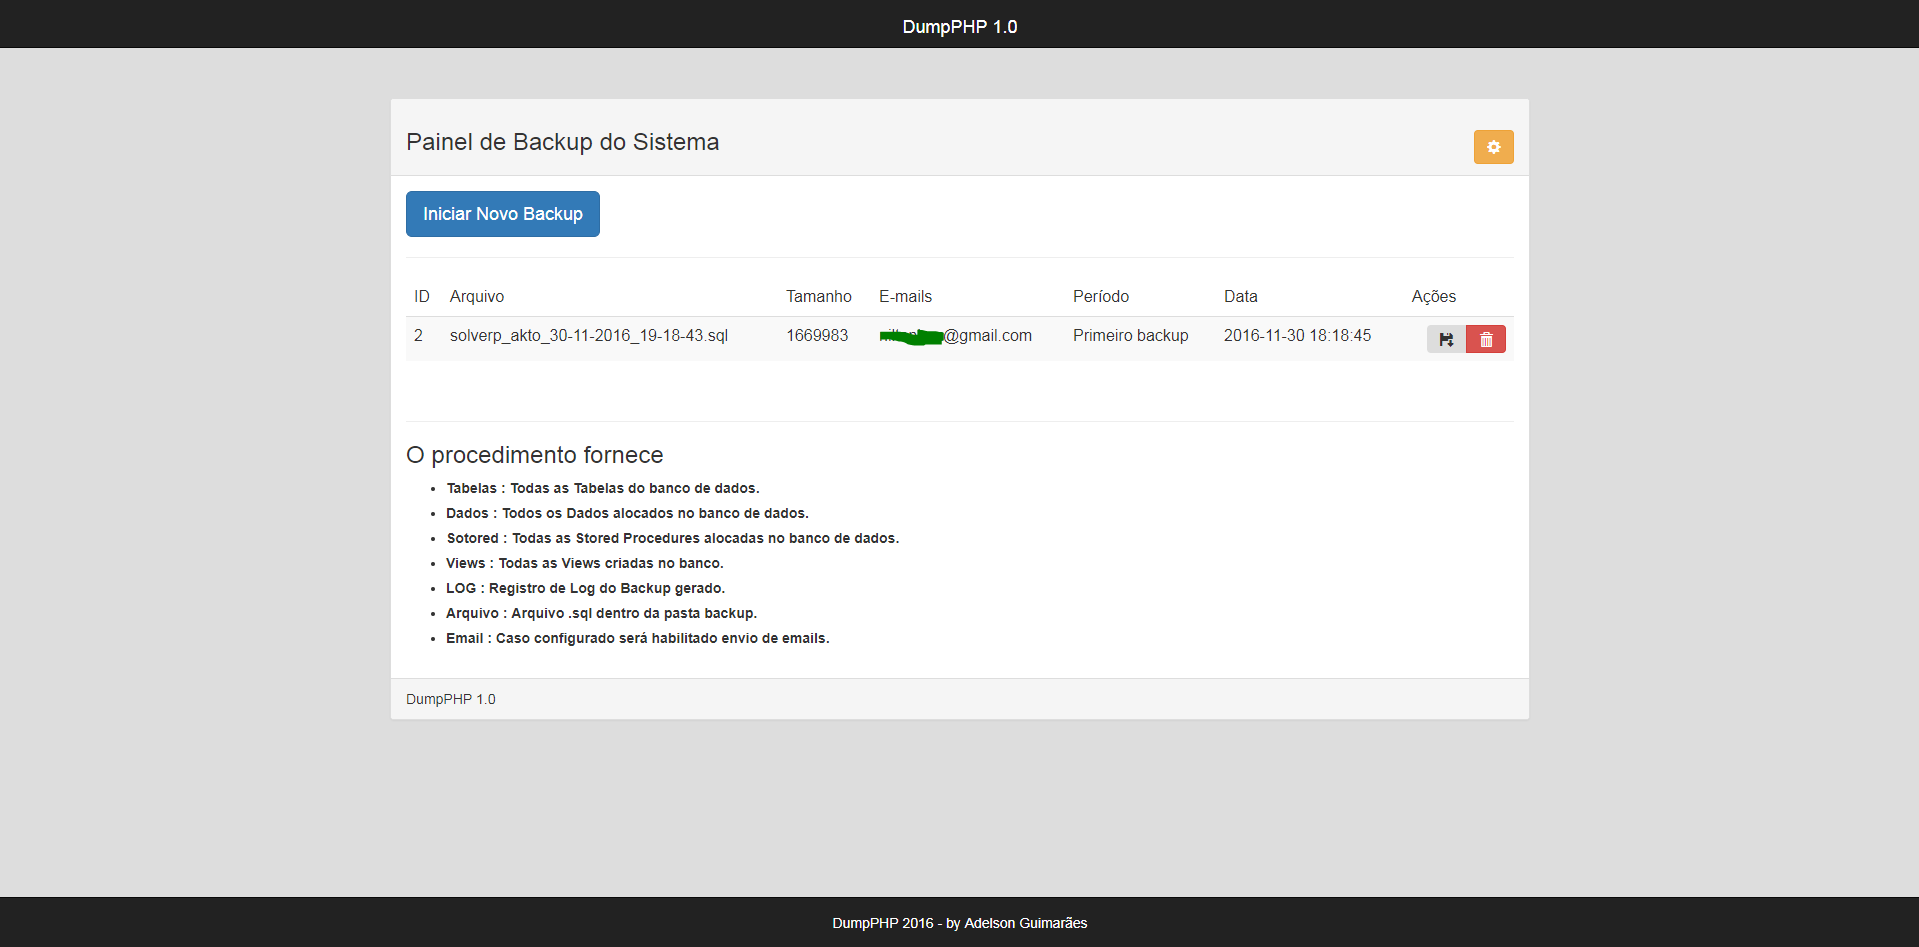 DumpPHP 1.0
Painel de Backup do Sistema
Iniciar Novo Backup
ID Arquivo Tamanho E-mails Período Data Ações
2 solverp_akto_30-11-2016_19-18-43.sql 1669983 @gmail.com Primeiro backup 2016-11-30 18:18:45
O procedimento fornece
Tabelas : Todas as Tabelas do banco de dados.
Dados : Todos os Dados alocados no banco de dados.
Sotored : Todas as Stored Procedures alocadas no banco de dados.
Views : Todas as Views criadas no banco.
LOG : Registro de Log do Backup gerado.
Arquivo : Arquivo .sql dentro da pasta backup.
Email : Caso configurado será habilitado envio de emails.
DumpPHP 1.0
DumpPHP 2016 - by Adelson Guimarães